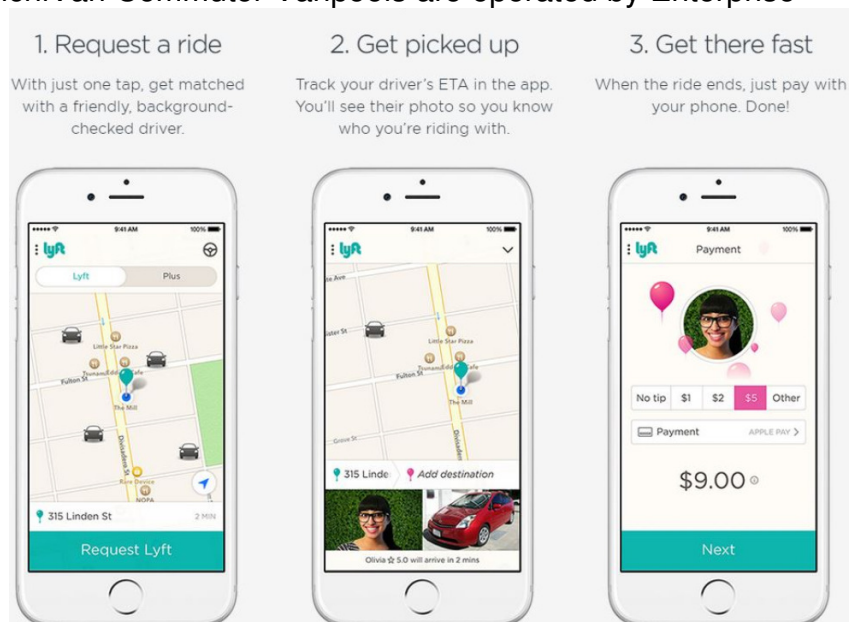 Commuter Vanpools are operated by Enterprise
1. Request a ride
With just one tap, get matched
with a friendly, background-
checked driver.
2. Get picked up
Track your driver's ETA in the app.
You'll see their photo so you know
who you're riding with.
3. Get there fast
When the ride ends, just pay with
your phone. Done!
9:41 AM 100%
lyft
Lyft Plus
Little Star Pizza
Fulton St
The Mill
Divisadero St
Rare Device
NOPA
315 Linden St 2 MIN
Request Lyft
9:41 AM 100%
lyft
Little Star Pizza
Fulton St
The Mill
Grove St
Divisadero St
315 Linde Add destination
Olivia ☆ 5.0 will arrive in 2 mins
9:41 AM 100%
lyft Payment
No tip $1 $2 $5 Other
Payment APPLE PAY >
$9.00
Next